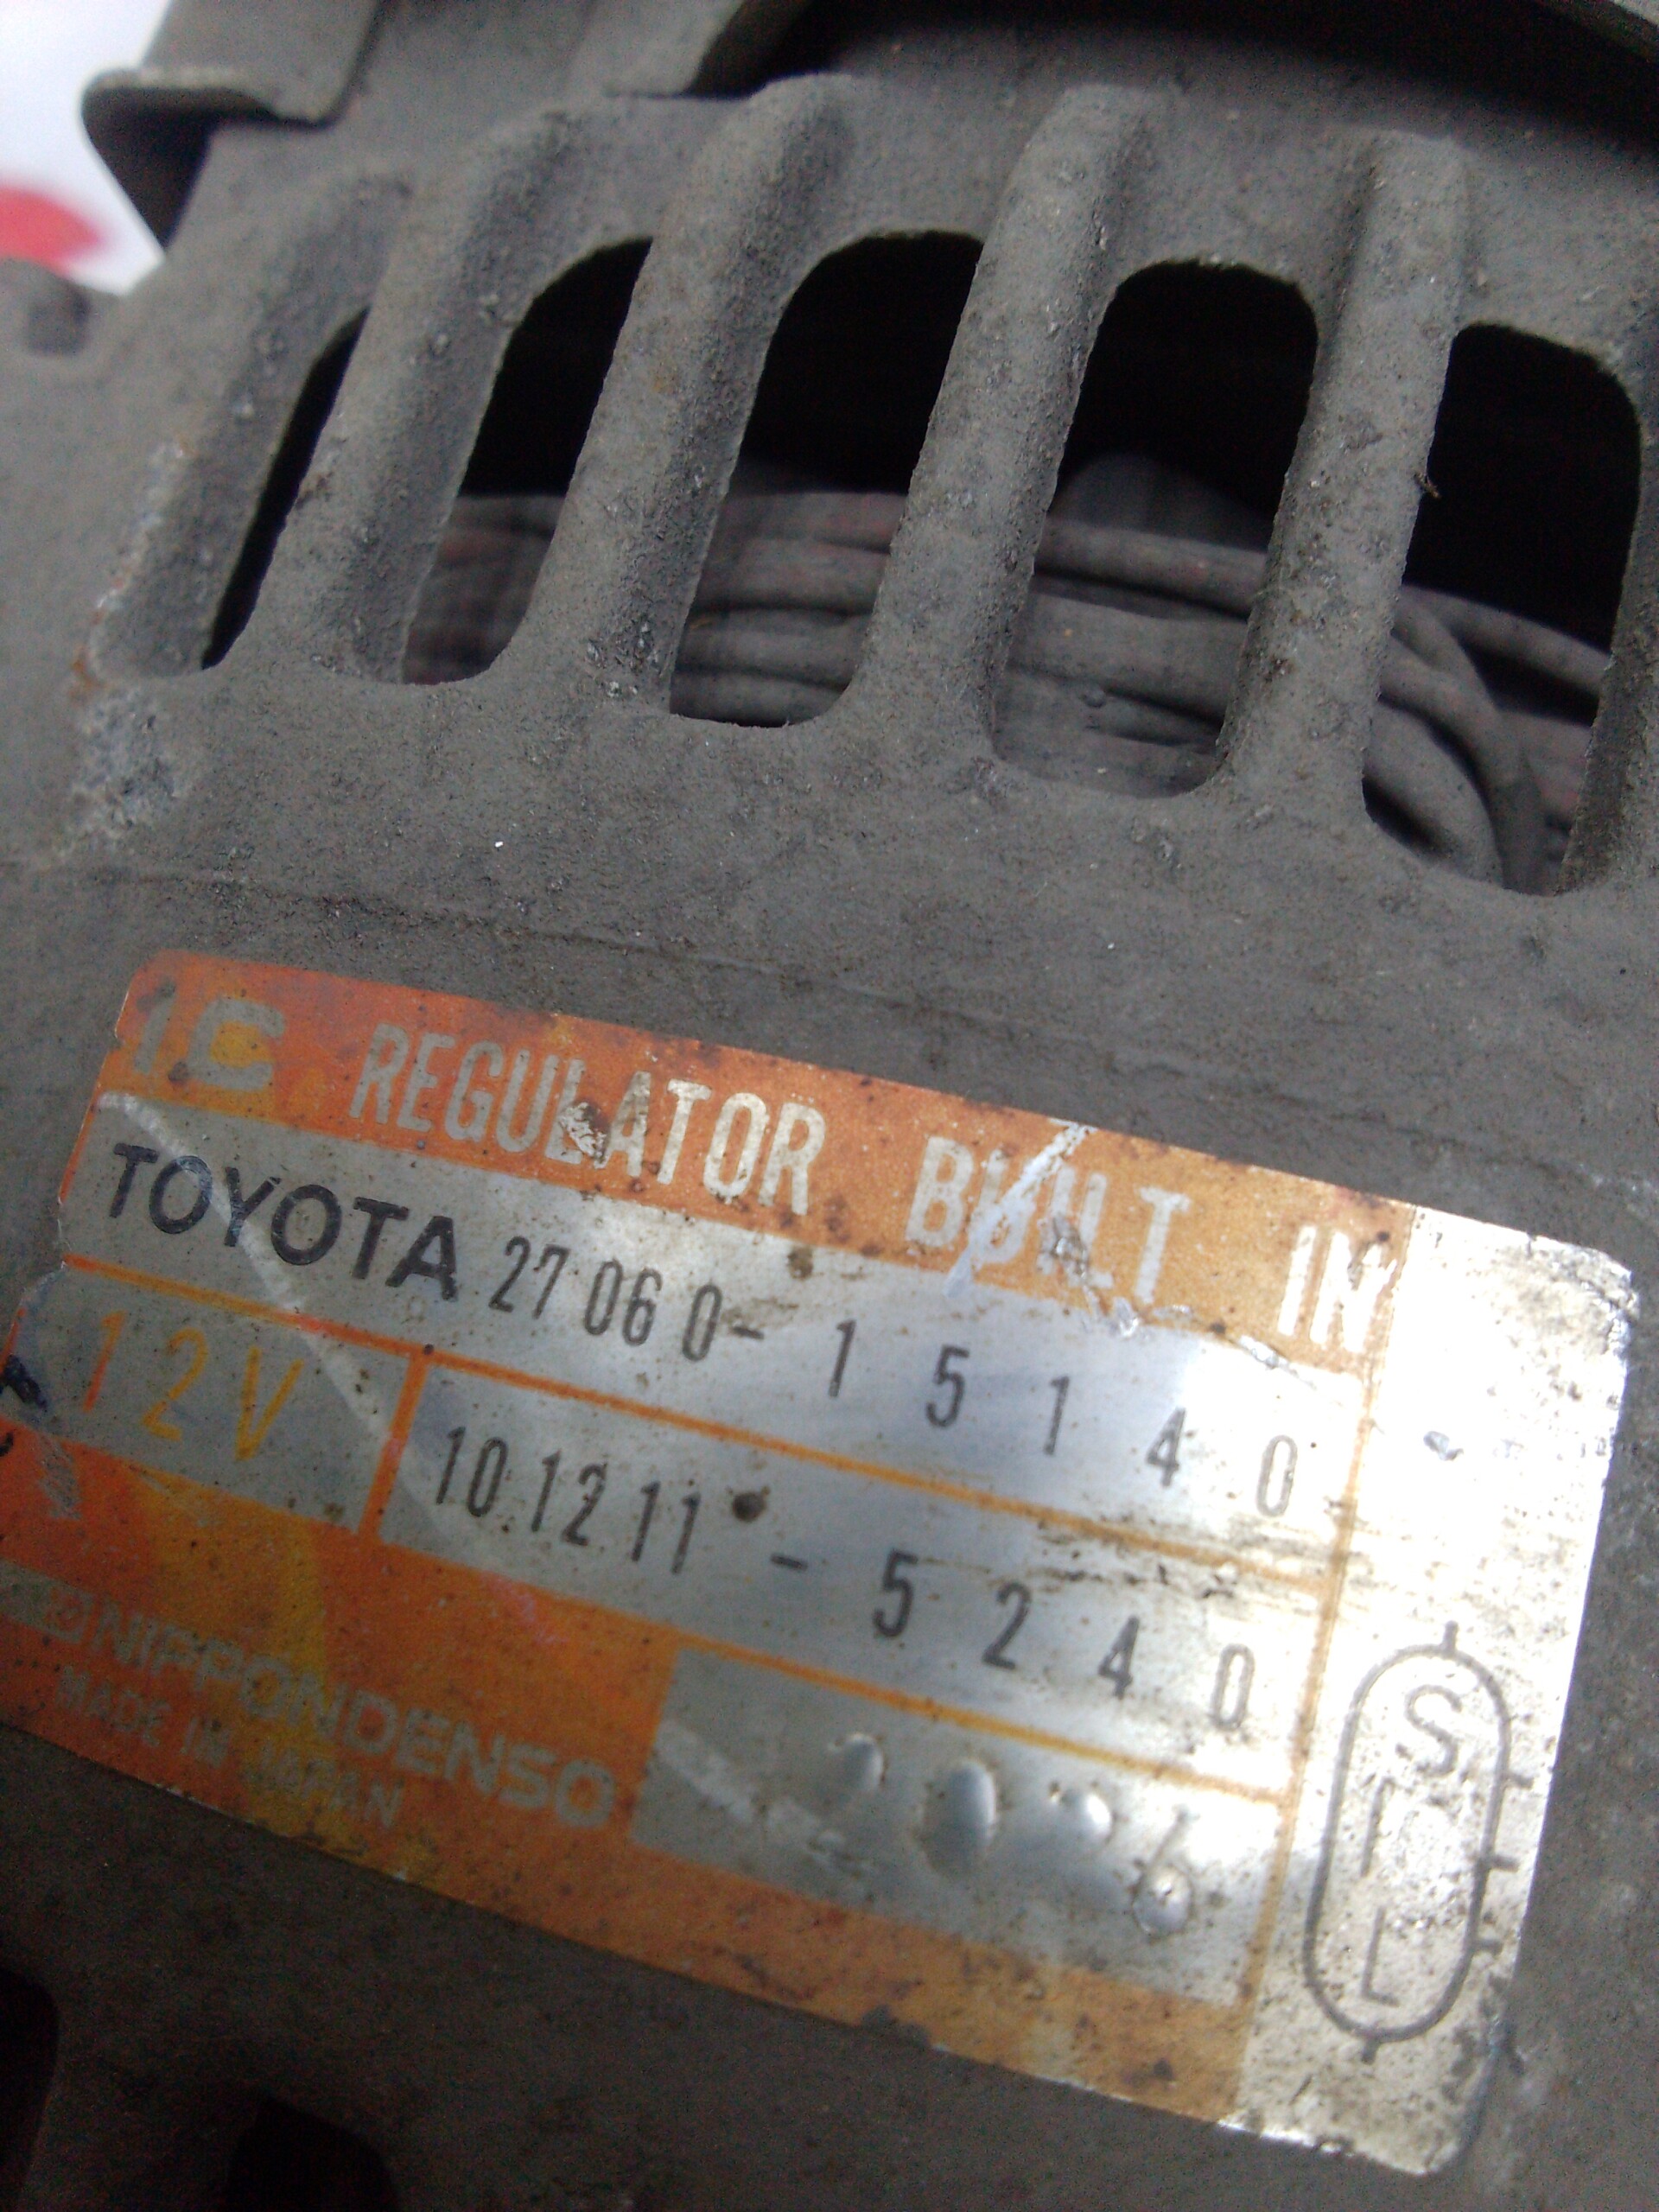 IC REGULATOR BUILT IN
TOYOTA 27060-15140
12V 101211-5240
NIPPONDENSO
MADE IN JAPAN
S
I
L